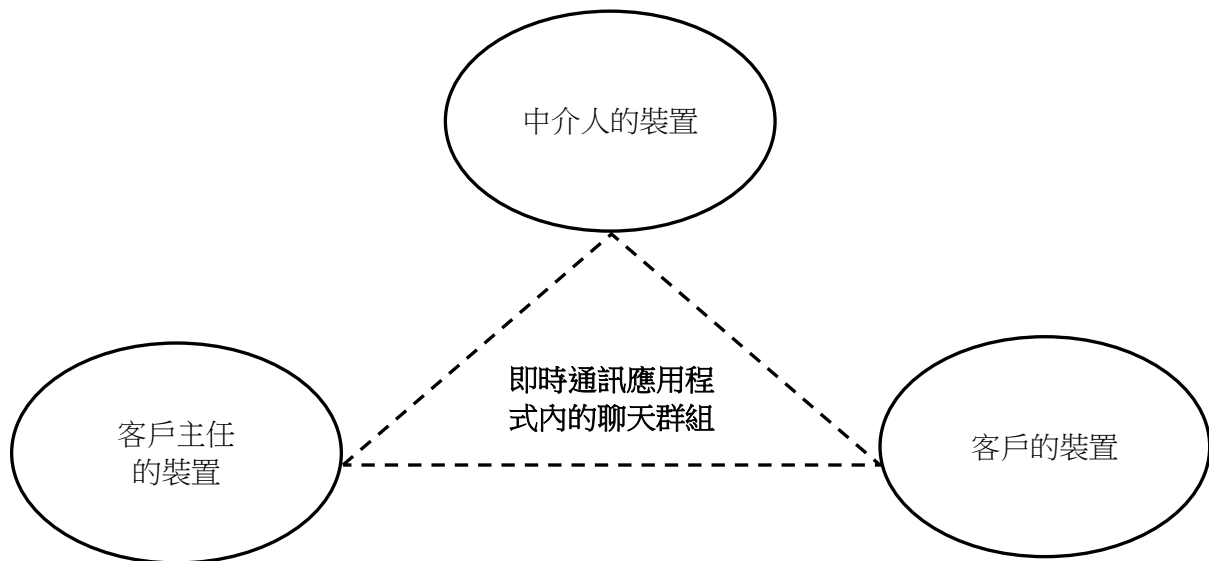 中介人的裝置
即時通訊應用程
式內的聊天群組
客戶主任
的裝置
客戶的裝置